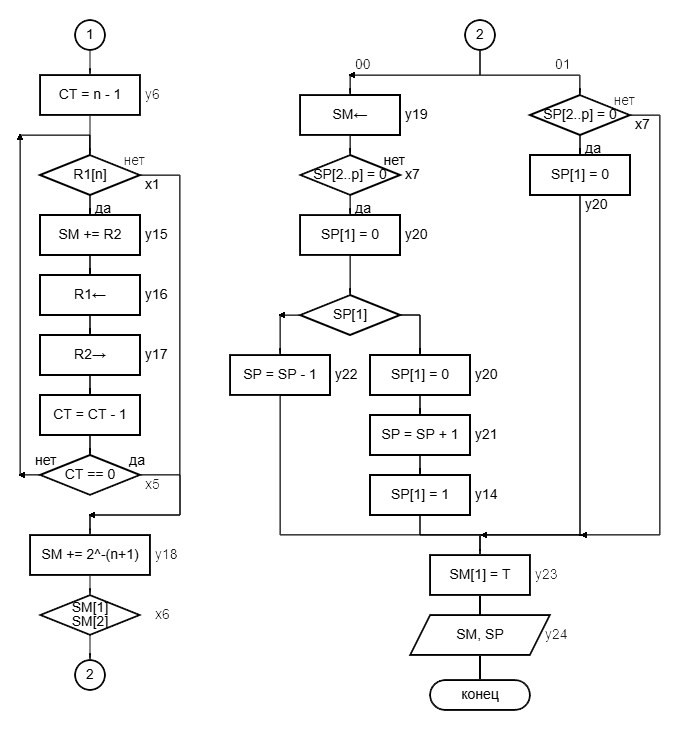 1
CT = n - 1
y6
нет
R1[n]
x1
да
SM += R2
y15
R1←
y16
R2→
y17
CT = CT - 1
нет
да
CT == 0
x5
SM += 2^-(n+1)
y18
SM[1]
SM[2]
x6
2
2
00
01
SM←
y19
нет
SP[2..p] = 0
x7
да
SP[1] = 0
y20
SP[1]
SP = SP - 1
y22
SP[1] = 0
y20
SP = SP + 1
y21
SP[1] = 1
y14
нет
SP[2..p] = 0
x7
да
SP[1] = 0
y20
SM[1] = T
y23
SM, SP
y24
конец